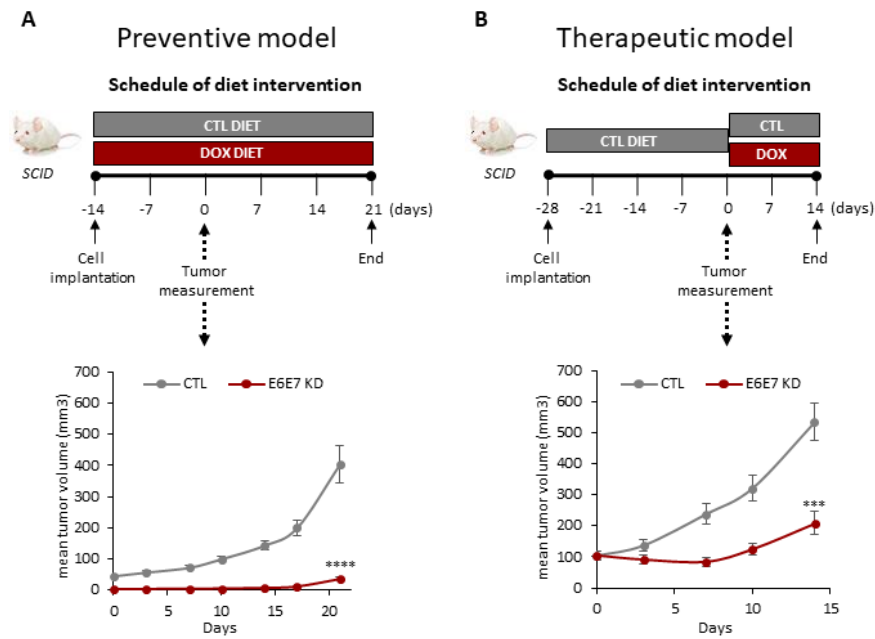 A
Preventive model
Schedule of diet intervention
CTL DIET
DOX DIET
SCID
-14 -7 0 7 14 21 (days)
Cell
implantation
Tumor
measurement
End
700
600
500
400
300
200
100
0
mean tumor volume (mm3)
CTL E6E7 KD
****
0 5 10 15 20
Days
B
Therapeutic model
Schedule of diet intervention
CTL DIET
CTL
DOX
SCID
-28 -21 -14 -7 0 7 14 (days)
Cell
implantation
Tumor
measurement
End
700
600
500
400
300
200
100
0
mean tumor volume (mm3)
CTL E6E7 KD
***
0 5 10 15
Days